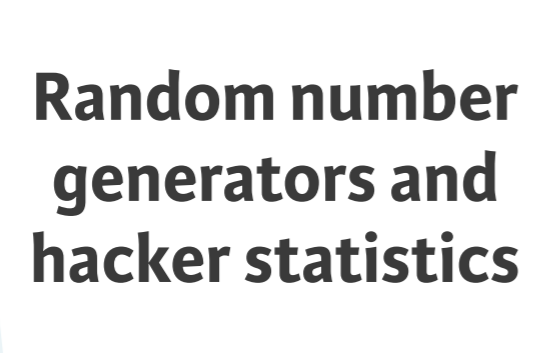 Random number
generators and
hacker statistics